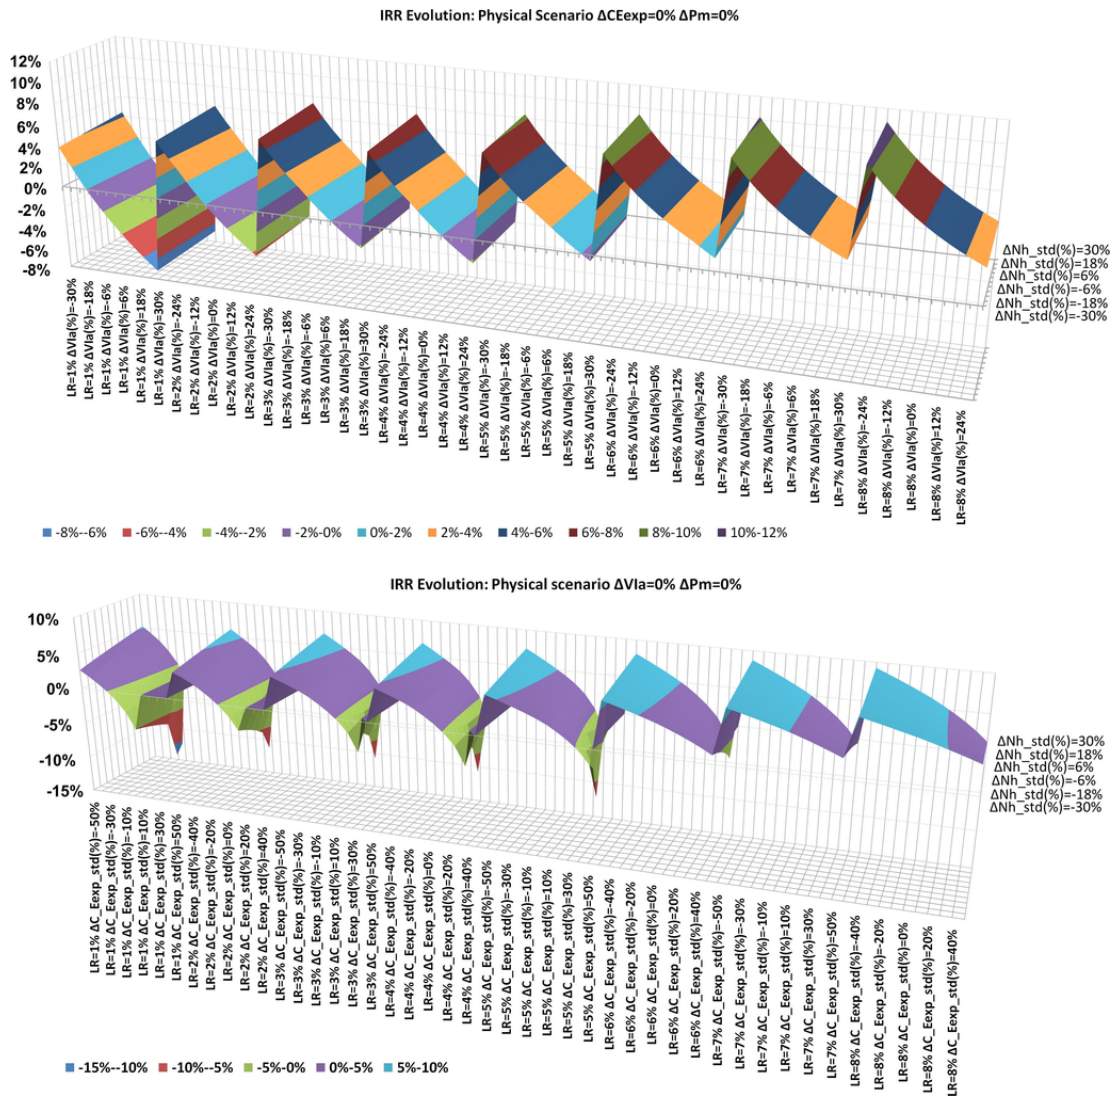 IRR Evolution: Physical Scenario ΔCEexp=0% ΔPm=0%
12%
10%
8%
6%
4%
2%
0%
-2%
-4%
-6%
-8%
ΔNh_std(%)=30%
ΔNh_std(%)=18%
ΔNh_std(%)=6%
ΔNh_std(%)=-6%
ΔNh_std(%)=-18%
ΔNh_std(%)=-30%
LR=1% ΔVIa(%)=-30%
LR=1% ΔVIa(%)=-18%
LR=1% ΔVIa(%)=-6%
LR=1% ΔVIa(%)=6%
LR=1% ΔVIa(%)=18%
LR=1% ΔVIa(%)=30%
LR=2% ΔVIa(%)=-24%
LR=2% ΔVIa(%)=-12%
LR=2% ΔVIa(%)=0%
LR=2% ΔVIa(%)=12%
LR=2% ΔVIa(%)=24%
LR=3% ΔVIa(%)=-30%
LR=3% ΔVIa(%)=-18%
LR=3% ΔVIa(%)=-6%
LR=3% ΔVIa(%)=6%
LR=3% ΔVIa(%)=18%
LR=3% ΔVIa(%)=30%
LR=4% ΔVIa(%)=-24%
LR=4% ΔVIa(%)=-12%
LR=4% ΔVIa(%)=0%
LR=4% ΔVIa(%)=12%
LR=4% ΔVIa(%)=24%
LR=5% ΔVIa(%)=-30%
LR=5% ΔVIa(%)=-18%
LR=5% ΔVIa(%)=-6%
LR=5% ΔVIa(%)=6%
LR=5% ΔVIa(%)=18%
LR=5% ΔVIa(%)=30%
LR=6% ΔVIa(%)=-24%
LR=6% ΔVIa(%)=-12%
LR=6% ΔVIa(%)=0%
LR=6% ΔVIa(%)=12%
LR=6% ΔVIa(%)=24%
LR=7% ΔVIa(%)=-30%
LR=7% ΔVIa(%)=-18%
LR=7% ΔVIa(%)=-6%
LR=7% ΔVIa(%)=6%
LR=7% ΔVIa(%)=18%
LR=7% ΔVIa(%)=30%
LR=8% ΔVIa(%)=-24%
LR=8% ΔVIa(%)=-12%
LR=8% ΔVIa(%)=0%
LR=8% ΔVIa(%)=12%
LR=8% ΔVIa(%)=24%
-8%--6% -6%--4% -4%--2% -2%-0% 0%-2% 2%-4% 4%-6% 6%-8% 8%-10% 10%-12%
IRR Evolution: Physical scenario ΔVIa=0% ΔPm=0%
10%
5%
0%
-5%
-10%
-15%
ΔNh_std(%)=30%
ΔNh_std(%)=18%
ΔNh_std(%)=6%
ΔNh_std(%)=-6%
ΔNh_std(%)=-18%
ΔNh_std(%)=-30%
LR=1% ΔC_Eexp_std(%)=-50%
LR=1% ΔC_Eexp_std(%)=-30%
LR=1% ΔC_Eexp_std(%)=-10%
LR=1% ΔC_Eexp_std(%)=10%
LR=1% ΔC_Eexp_std(%)=30%
LR=1% ΔC_Eexp_std(%)=50%
LR=2% ΔC_Eexp_std(%)=-40%
LR=2% ΔC_Eexp_std(%)=-20%
LR=2% ΔC_Eexp_std(%)=0%
LR=2% ΔC_Eexp_std(%)=20%
LR=2% ΔC_Eexp_std(%)=40%
LR=3% ΔC_Eexp_std(%)=-50%
LR=3% ΔC_Eexp_std(%)=-30%
LR=3% ΔC_Eexp_std(%)=-10%
LR=3% ΔC_Eexp_std(%)=10%
LR=3% ΔC_Eexp_std(%)=30%
LR=3% ΔC_Eexp_std(%)=50%
LR=4% ΔC_Eexp_std(%)=-40%
LR=4% ΔC_Eexp_std(%)=-20%
LR=4% ΔC_Eexp_std(%)=0%
LR=4% ΔC_Eexp_std(%)=20%
LR=4% ΔC_Eexp_std(%)=40%
LR=5% ΔC_Eexp_std(%)=-50%
LR=5% ΔC_Eexp_std(%)=-30%
LR=5% ΔC_Eexp_std(%)=-10%
LR=5% ΔC_Eexp_std(%)=10%
LR=5% ΔC_Eexp_std(%)=30%
LR=5% ΔC_Eexp_std(%)=50%
LR=6% ΔC_Eexp_std(%)=-40%
LR=6% ΔC_Eexp_std(%)=-20%
LR=6% ΔC_Eexp_std(%)=0%
LR=6% ΔC_Eexp_std(%)=20%
LR=6% ΔC_Eexp_std(%)=40%
LR=7% ΔC_Eexp_std(%)=-50%
LR=7% ΔC_Eexp_std(%)=-30%
LR=7% ΔC_Eexp_std(%)=-10%
LR=7% ΔC_Eexp_std(%)=10%
LR=7% ΔC_Eexp_std(%)=30%
LR=7% ΔC_Eexp_std(%)=50%
LR=8% ΔC_Eexp_std(%)=-40%
LR=8% ΔC_Eexp_std(%)=-20%
LR=8% ΔC_Eexp_std(%)=0%
LR=8% ΔC_Eexp_std(%)=20%
LR=8% ΔC_Eexp_std(%)=40%
-15%--10% -10%--5% -5%-0% 0%-5% 5%-10%